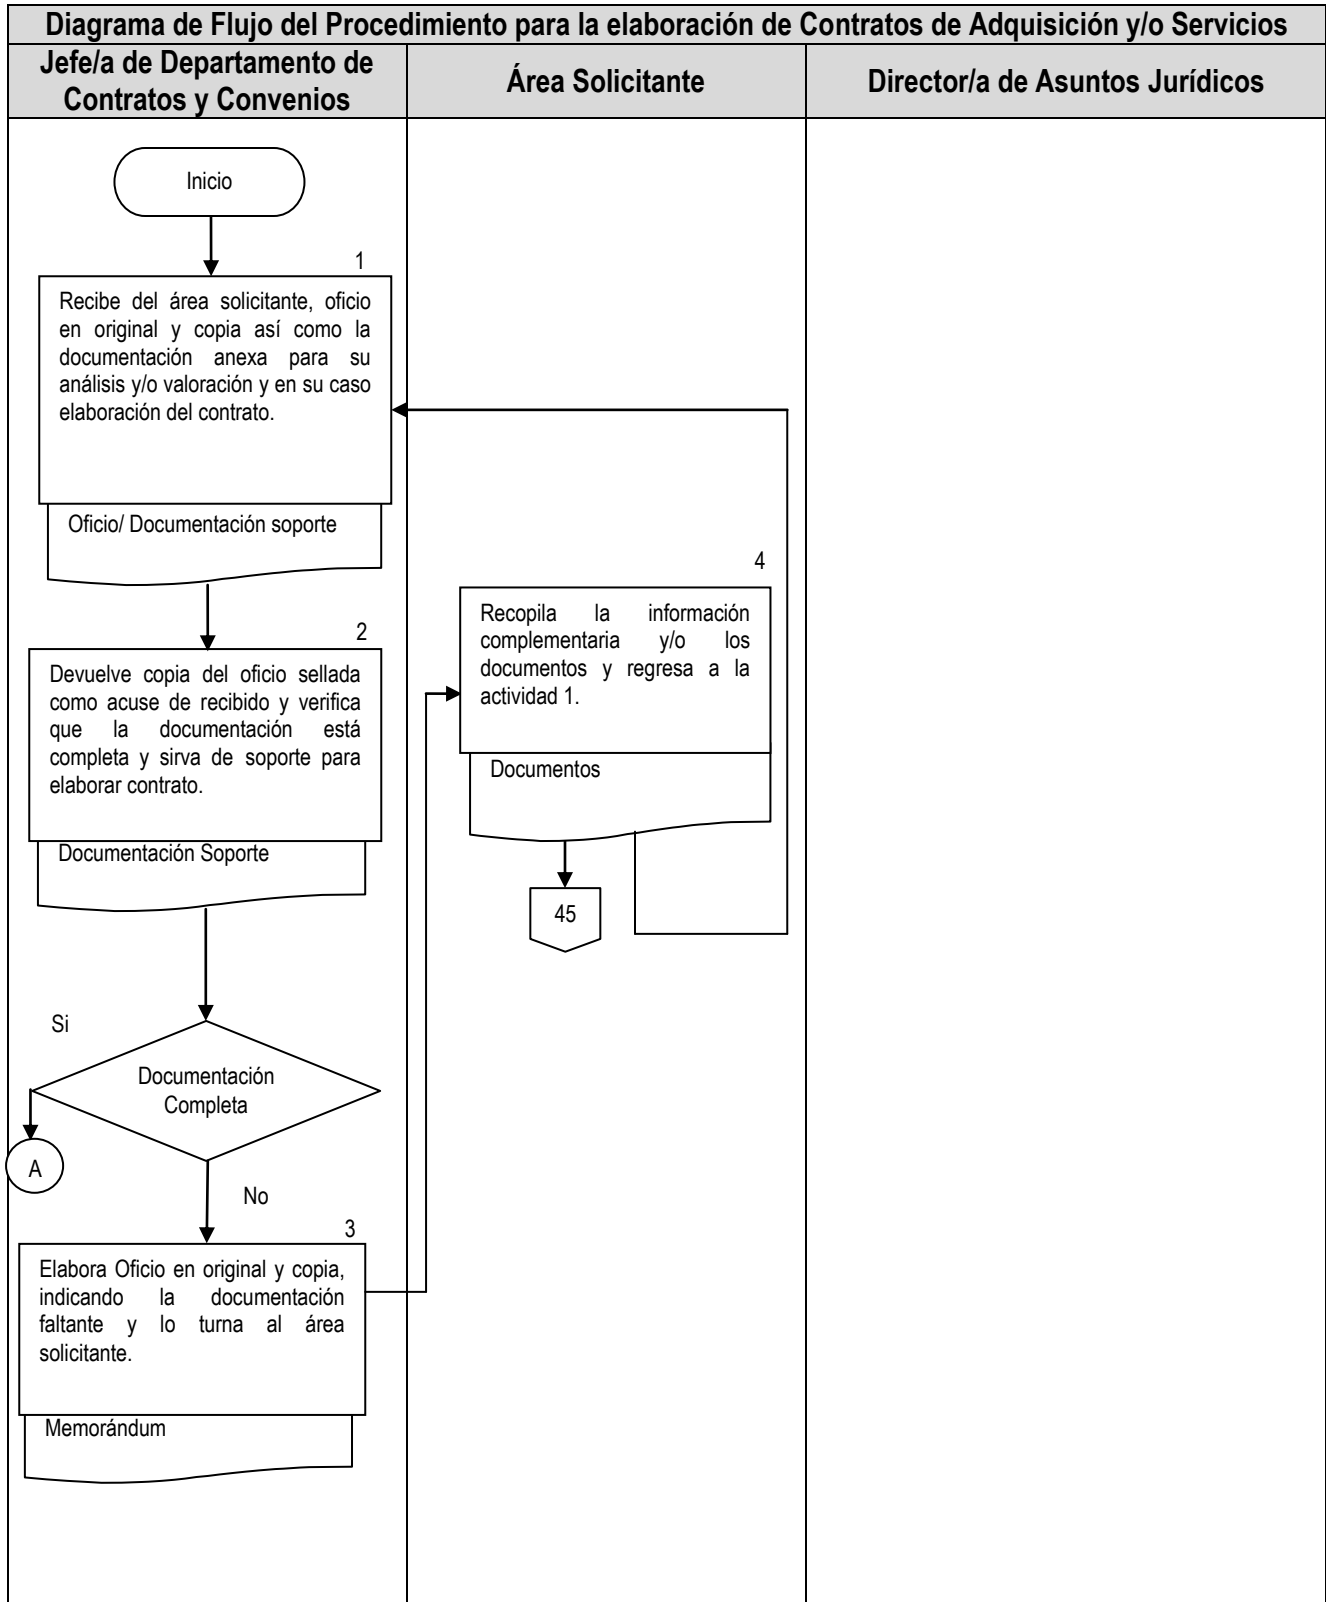 Diagrama de Flujo del Procedimiento para la elaboración de Contratos de Adquisición y/o Servicios
Jefe/a de Departamento de
Contratos y Convenios
Área Solicitante
Director/a de Asuntos Jurídicos
Inicio
1
Recibe del área solicitante, oficio
en original y copia así como la
documentación anexa para su
análisis y/o valoración y en su caso
elaboración del contrato.
Oficio/ Documentación soporte
2
Devuelve copia del oficio sellada
como acuse de recibido y verifica
que la documentación está
completa y sirva de soporte para
elaborar contrato.
Documentación Soporte
Si
Documentación
Completa
A
No
3
Elabora Oficio en original y copia,
indicando la documentación
faltante y lo turna al área
solicitante.
Memorándum
4
Recopila la información
complementaria y/o los
documentos y regresa a la
actividad 1.
Documentos
45